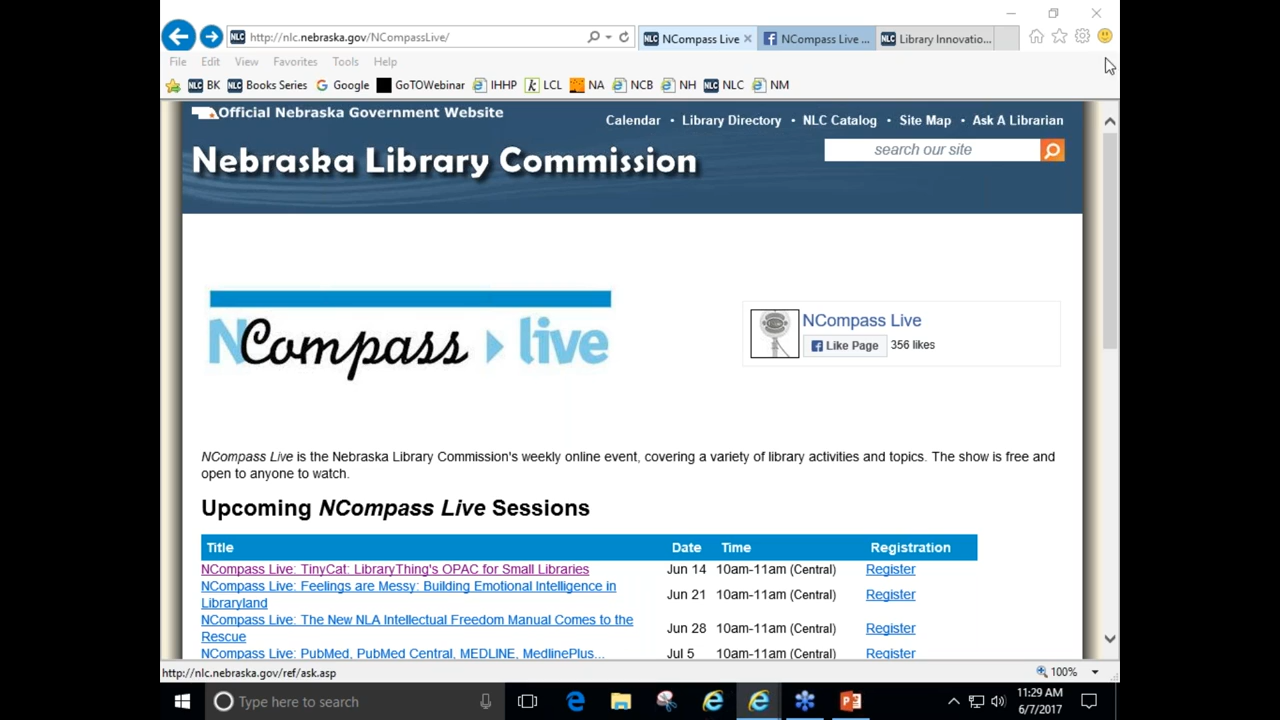 http://nlc.nebraska.gov/NCompassLive/
NLC NCompass Live
NCompass Live ...
NLC Library Innovatio...
File Edit View Favorites Tools Help
NLC BK NLC Books Series Google GoTOWebinar IHHP k LCL NA NCB NH NLC NLC NM
Official Nebraska Government Website
Calendar • Library Directory • NLC Catalog • Site Map • Ask A Librarian
Nebraska Library Commission
search our site
NCompass live
NCompass Live
Like Page 356 likes
NCompass Live is the Nebraska Library Commission's weekly online event, covering a variety of library activities and topics. The show is free and
open to anyone to watch.
Upcoming NCompass Live Sessions
Title Date Time Registration
NCompass Live: TinyCat: LibraryThing's OPAC for Small Libraries Jun 14 10am-11am (Central) Register
NCompass Live: Feelings are Messy: Building Emotional Intelligence in
Libraryland Jun 21 10am-11am (Central) Register
NCompass Live: The New NLA Intellectual Freedom Manual Comes to the
Rescue Jun 28 10am-11am (Central) Register
NCompass Live: PubMed, PubMed Central, MEDLINE, MedlinePlus... Jul 5 10am-11am (Central) Register
http://nlc.nebraska.gov/ref/ask.asp
100%
Type here to search
11:29 AM
6/7/2017